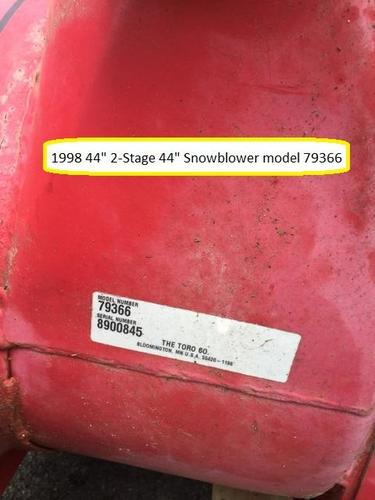 1998 44" 2-Stage 44" Snowblower model 79366
MODEL NUMBER
79366
SERIAL NUMBER
8900845
THE TORO CO.
BLOOMINGTON, MN U.S.A. 55420-1196